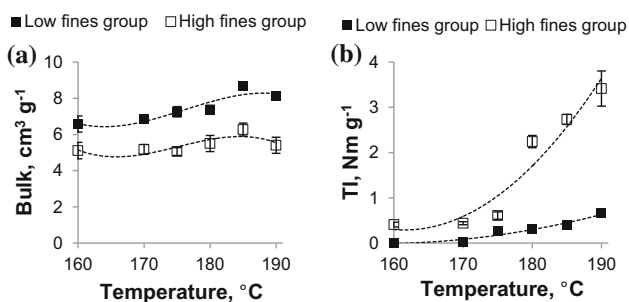 ■ Low fines group □ High fines group
(a)
Bulk, cm³ g⁻¹
10
8
6
4
2
0
160 170 180 190
Temperature, °C
■ Low fines group □ High fines group
(b)
TI, Nm g⁻¹
4
3
2
1
0
160 170 180 190
Temperature, °C